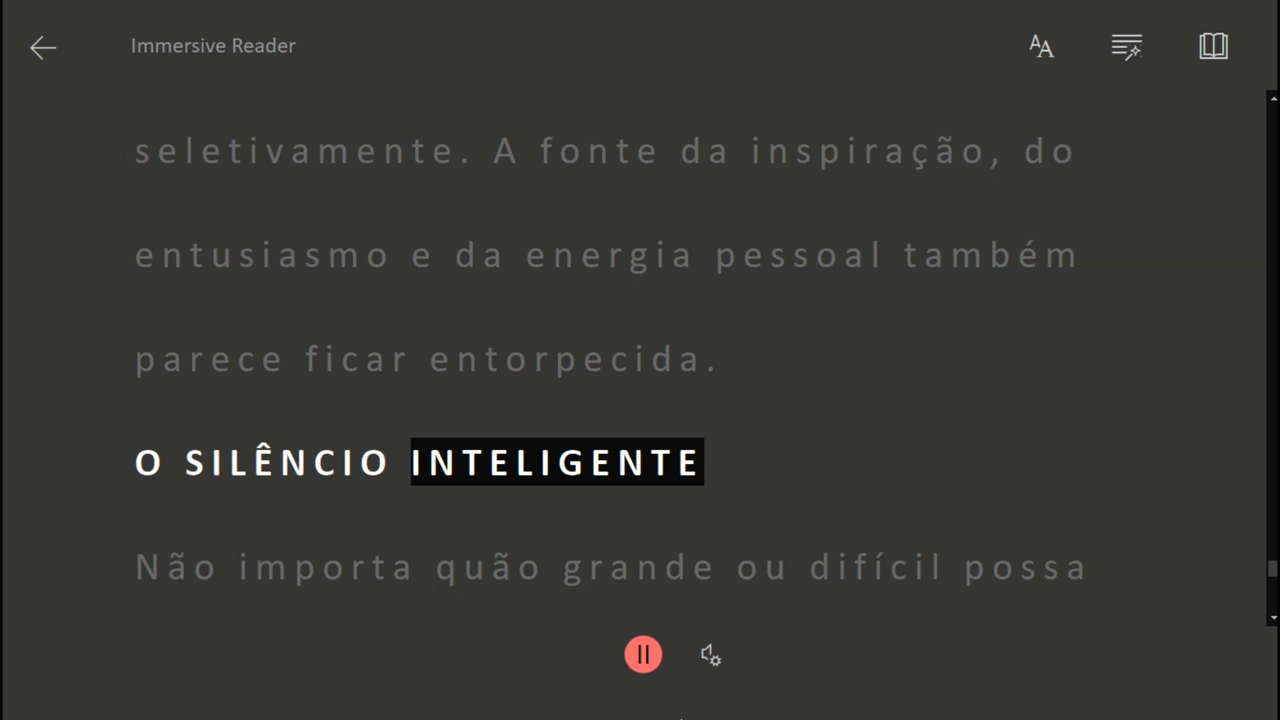 Immersive Reader
seletivamente. A fonte da inspiração, do
entusiasmo e da energia pessoal também
parece ficar entorpecida.
O SILÊNCIO INTELIGENTE
Não importa quão grande ou difícil possa